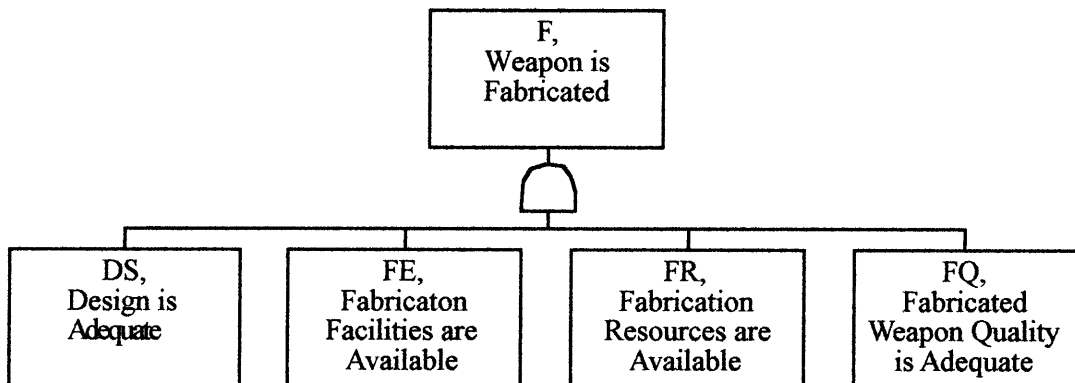 F,
Weapon is
Fabricated
DS,
Design is
Adequate
FE,
Fabricaton
Facilities are
Available
FR,
Fabrication
Resources are
Available
FQ,
Fabricated
Weapon Quality
is Adequate